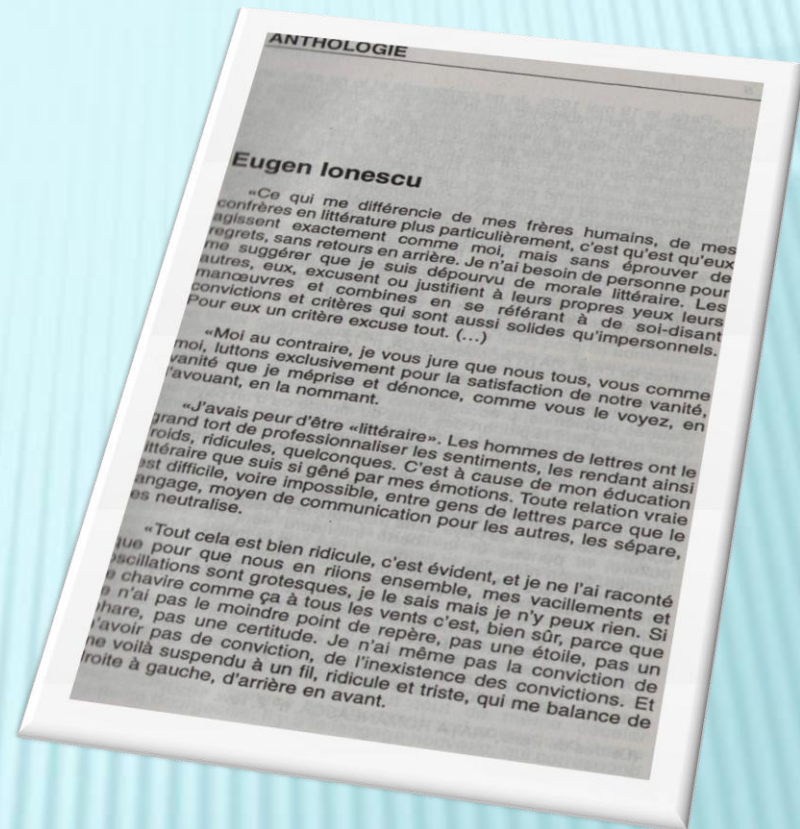 ANTHOLOGIE
Eugen Ionescu
«Ce qui me différencie de mes frères humains, de mes
confrères en littérature plus particulièrement, c'est qu'est qu'eux
agissent exactement comme moi, mais sans éprouver de
regrets, sans retours en arrière. Je n'ai besoin de personne pour
me suggérer que je suis dépourvu de morale littéraire. Les
autres, eux, excusent ou justifient à leurs propres yeux leurs
manœuvres et combines en se référant à de soi-disant
convictions et critères qui sont aussi solides qu'impersonnels.
Pour eux un critère excuse tout. (...)
«Moi au contraire, je vous jure que nous tous, vous comme
moi, luttons exclusivement pour la satisfaction de notre vanité,
vanité que je méprise et dénonce, comme vous le voyez, en
l'avouant, en la nommant.
«J'avais peur d'être «littéraire». Les hommes de lettres ont le
grand tort de professionnaliser les sentiments, les rendant ainsi
roids, ridicules, quelconques. C'est à cause de mon éducation
ittéraire que suis si gêné par mes émotions. Toute relation vraie
est difficile, voire impossible, entre gens de lettres parce que le
angage, moyen de communication pour les autres, les sépare,
es neutralise.
«Tout cela est bien ridicule, c'est évident, et je ne l'ai raconté
que pour que nous en riions ensemble, mes vacillements et
oscillations sont grotesques, je le sais mais je n'y peux rien. Si
e chavire comme ça à tous les vents c'est, bien sûr, parce que
e n'ai pas le moindre point de repère, pas une étoile, pas un
phare, pas une certitude. Je n'ai même pas la conviction de
n'avoir pas de conviction, de l'inexistence des convictions. Et
me voilà suspendu à un fil, ridicule et triste, qui me balance de
droite à gauche, d'arrière en avant.